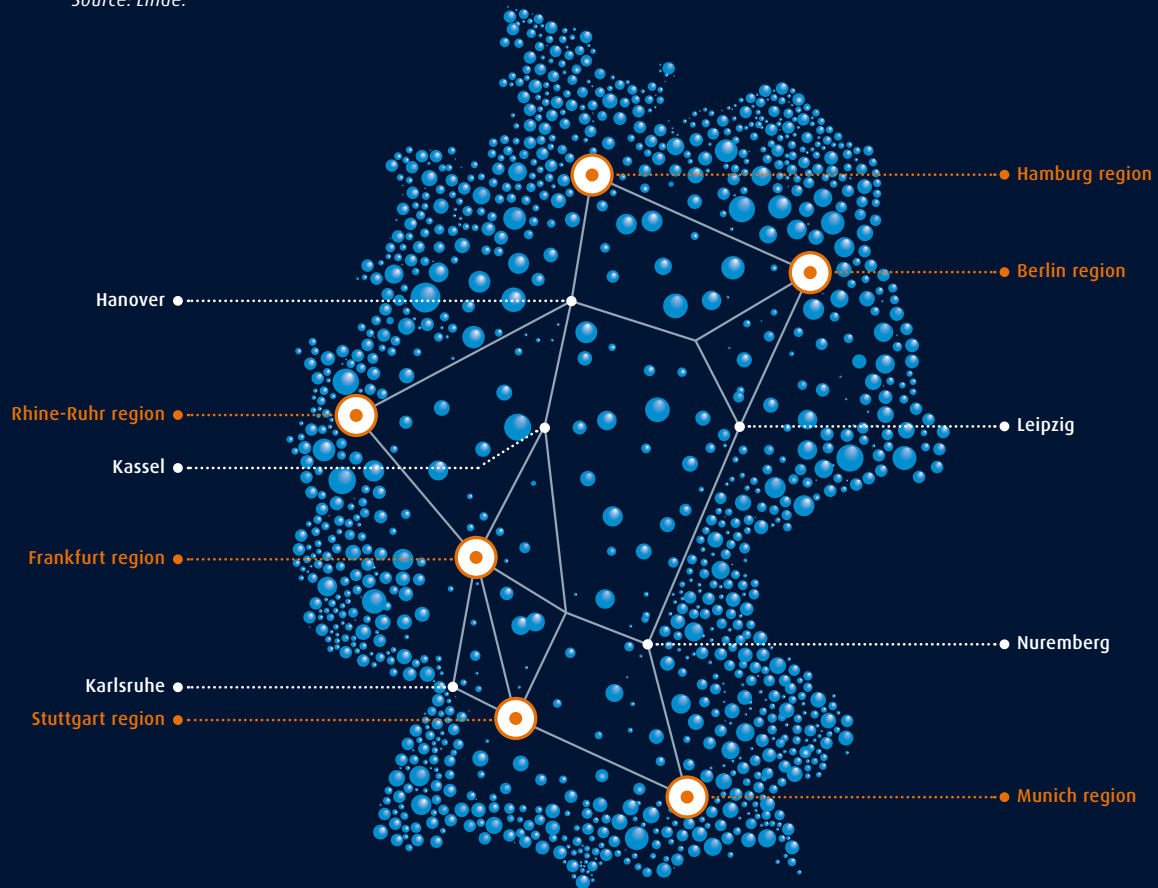 Source: Linde.
Hamburg region
Berlin region
Hanover
Rhine-Ruhr region
Leipzig
Kassel
Frankfurt region
Nuremberg
Karlsruhe
Stuttgart region
Munich region